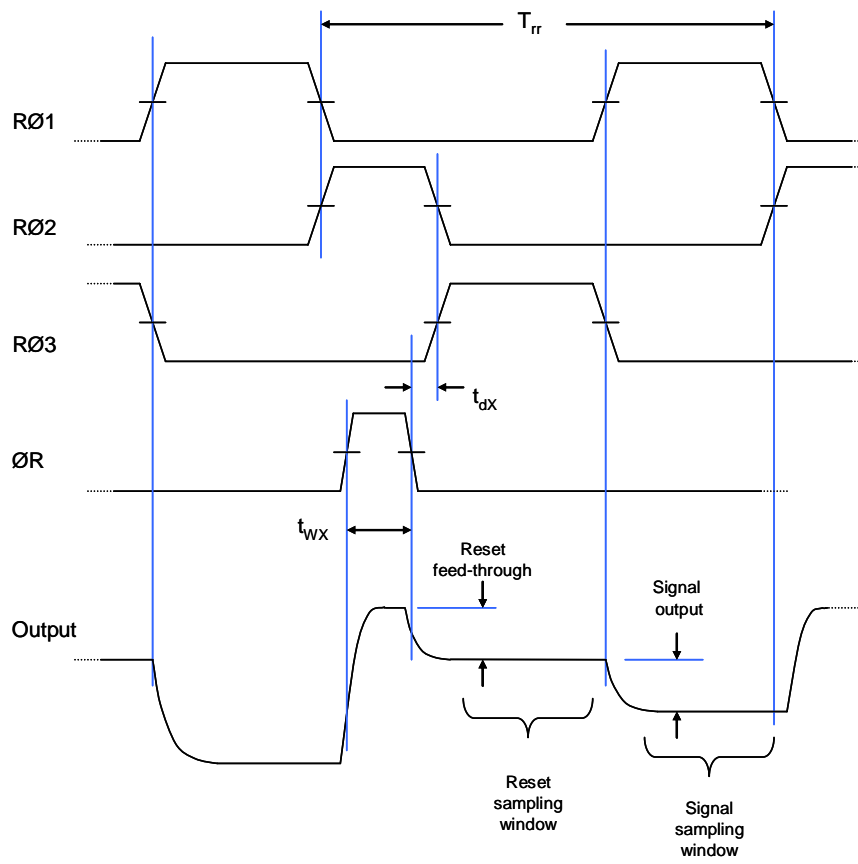 Trr
RØ1
RØ2
RØ3
tdX
ØR
tWX
Reset
feed-through
Signal
output
Output
Reset
sampling
window
Signal
sampling
window